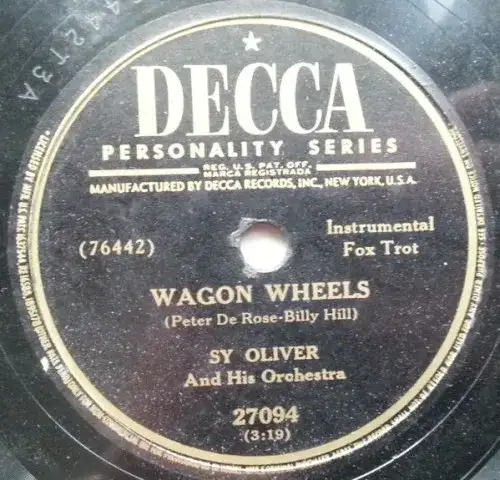 6442T3A
DECCA
PERSONALITY SERIES
REG. U.S. PAT. OFF.
MARCA REGISTRADA
MANUFACTURED BY DECCA RECORDS, INC., NEW YORK, U.S.A.
(76442)
Instrumental
Fox Trot
WAGON WHEELS
(Peter De Rose-Billy Hill)
SY OLIVER
And His Orchestra
27094
(3:19)